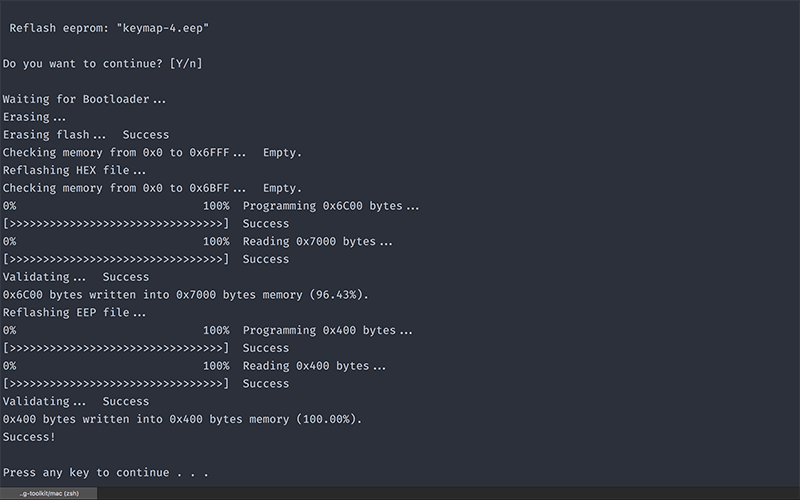 Reflash eeprom: "keymap-4.eep"
Do you want to continue? [Y/n]
Waiting for Bootloader...
Erasing...
Erasing flash...  Success
Checking memory from 0x0 to 0x6FFF...  Empty.
Reflashing HEX file...
Checking memory from 0x0 to 0x6BFF...  Empty.
0%                            100%  Programming 0x6C00 bytes...
[>>>>>>>>>>>>>>>>>>>>>>>>>>>>>>>>]  Success
0%                            100%  Reading 0x7000 bytes...
[>>>>>>>>>>>>>>>>>>>>>>>>>>>>>>>>]  Success
Validating...  Success
0x6C00 bytes written into 0x7000 bytes memory (96.43%).
Reflashing EEP file...
0%                            100%  Programming 0x400 bytes...
[>>>>>>>>>>>>>>>>>>>>>>>>>>>>>>>>]  Success
0%                            100%  Reading 0x400 bytes...
[>>>>>>>>>>>>>>>>>>>>>>>>>>>>>>>>]  Success
Validating...  Success
0x400 bytes written into 0x400 bytes memory (100.00%).
Success!
Press any key to continue . . .
..g-toolkit/mac (zsh)